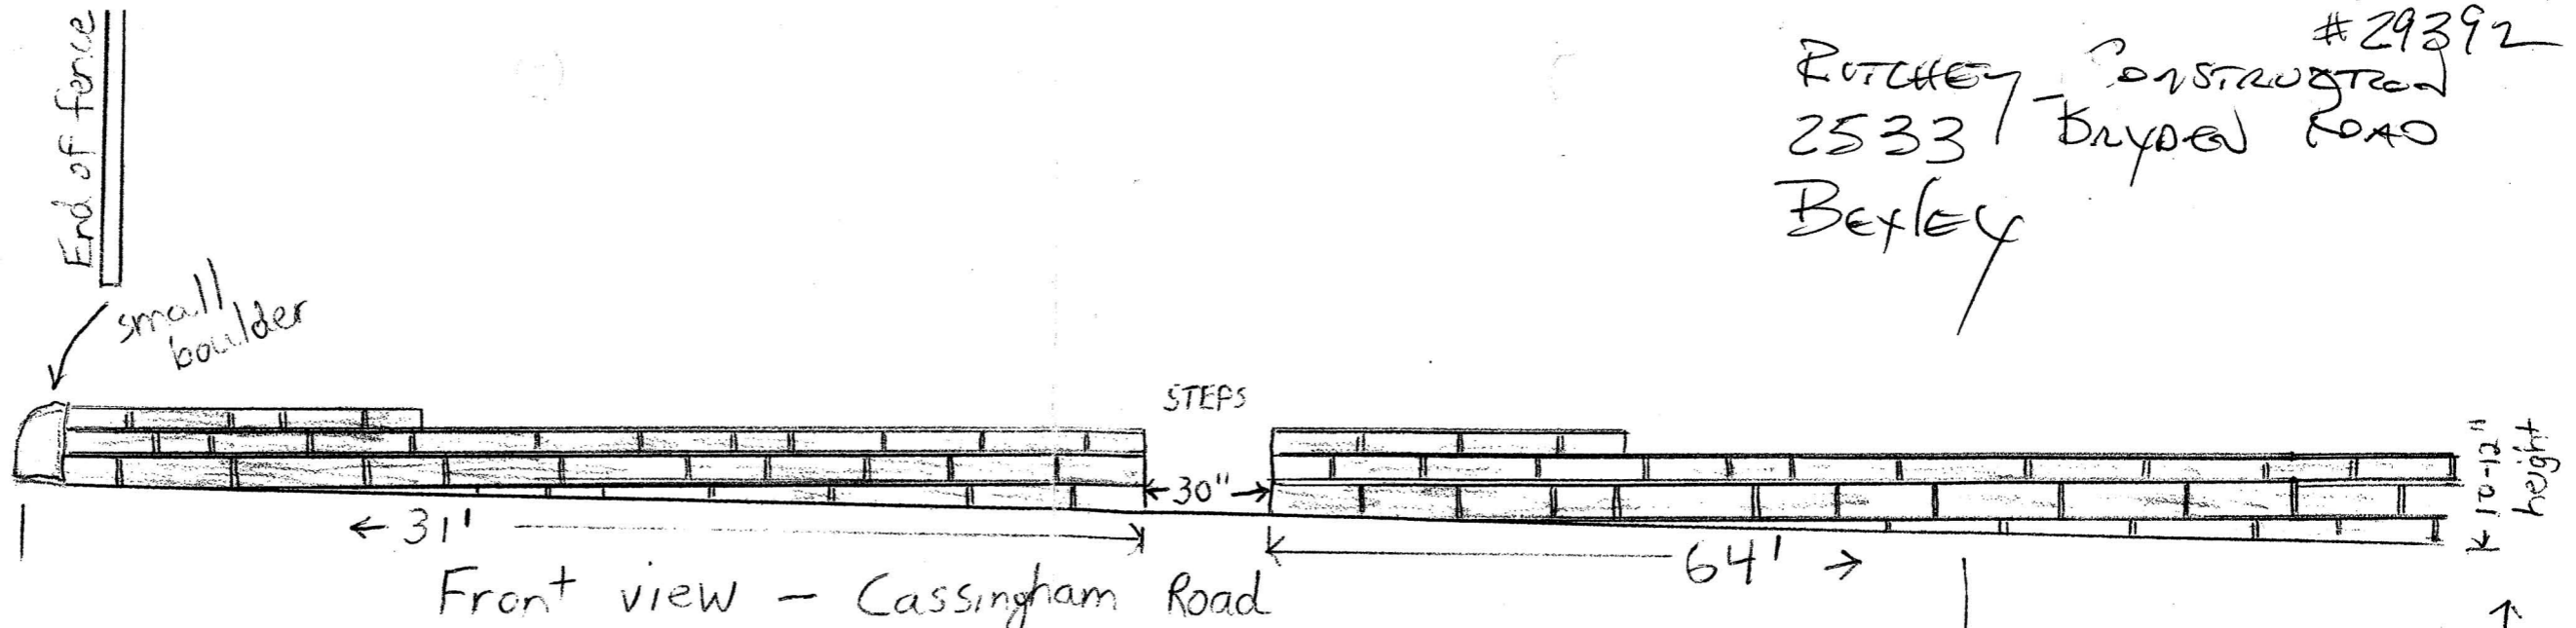 #29392
RUTCHEY - CONSTRUCTION
2533 BRYDEN ROAD
BEXLEY
End of fence
small
boulder
STEPS
←30"→
← 31'
64' →
10-12"
height
Front view - Cassingham Road